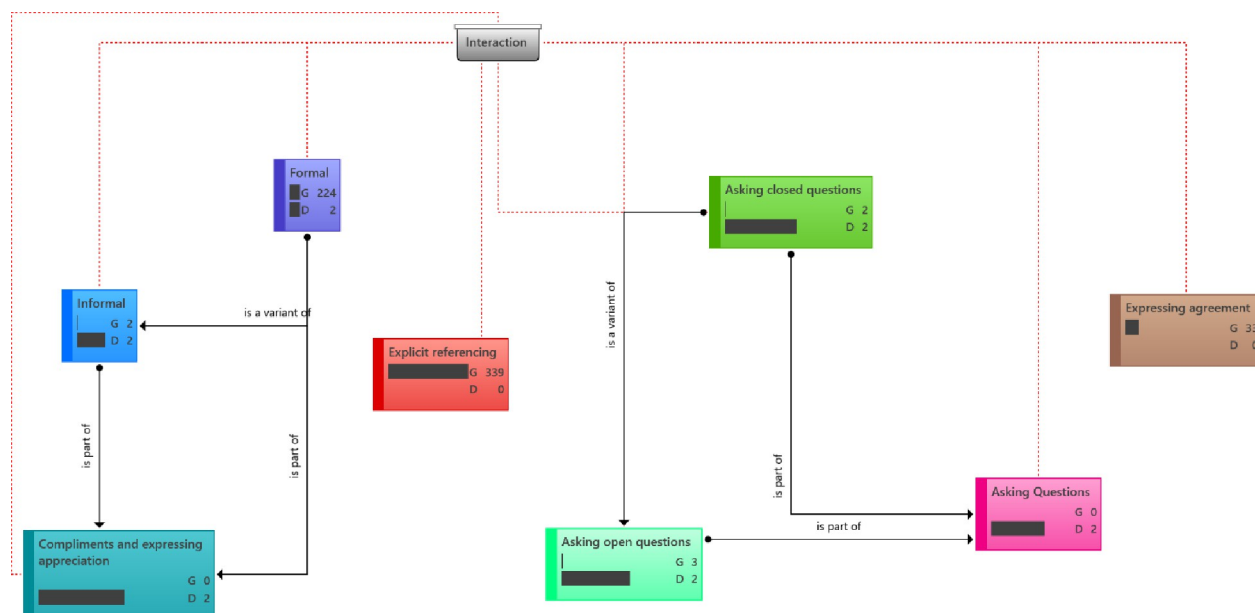 Interaction
Formal
G 224
D 2
Asking closed questions
G 2
D 2
Informal
G 2
D 2
is a variant of
is a variant of
Expressing agreement
G 33
D
Explicit referencing
G 339
D 0
is part of
is part of
is part of
Asking Questions
G 0
D 2
is part of
Compliments and expressing
appreciation
G 0
D 2
Asking open questions
G 3
D 2